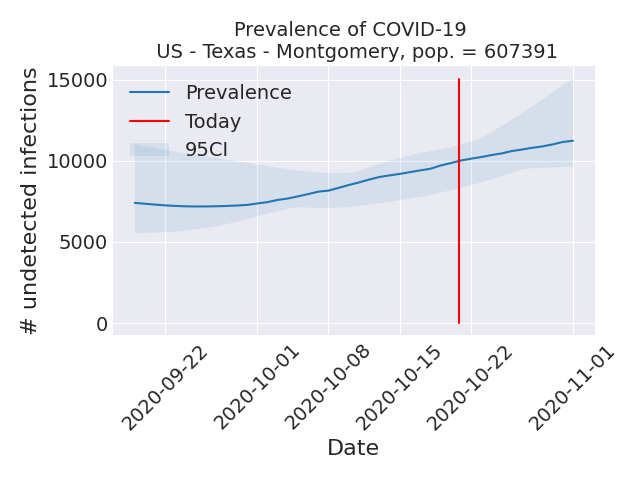 Prevalence of COVID-19
US - Texas - Montgomery, pop. = 607391
# undetected infections
15000
10000
5000
0
Prevalence
Today
95CI
2020-09-22
2020-10-01
2020-10-08
2020-10-15
2020-10-22
2020-11-01
Date